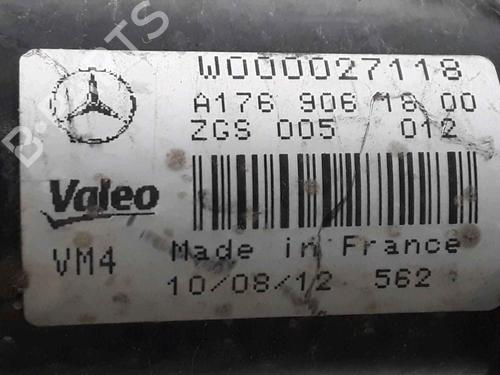 W000027118
A176 906 18 00
ZGS 005 012
Valeo
VM4
Made in France
10/08/12 562